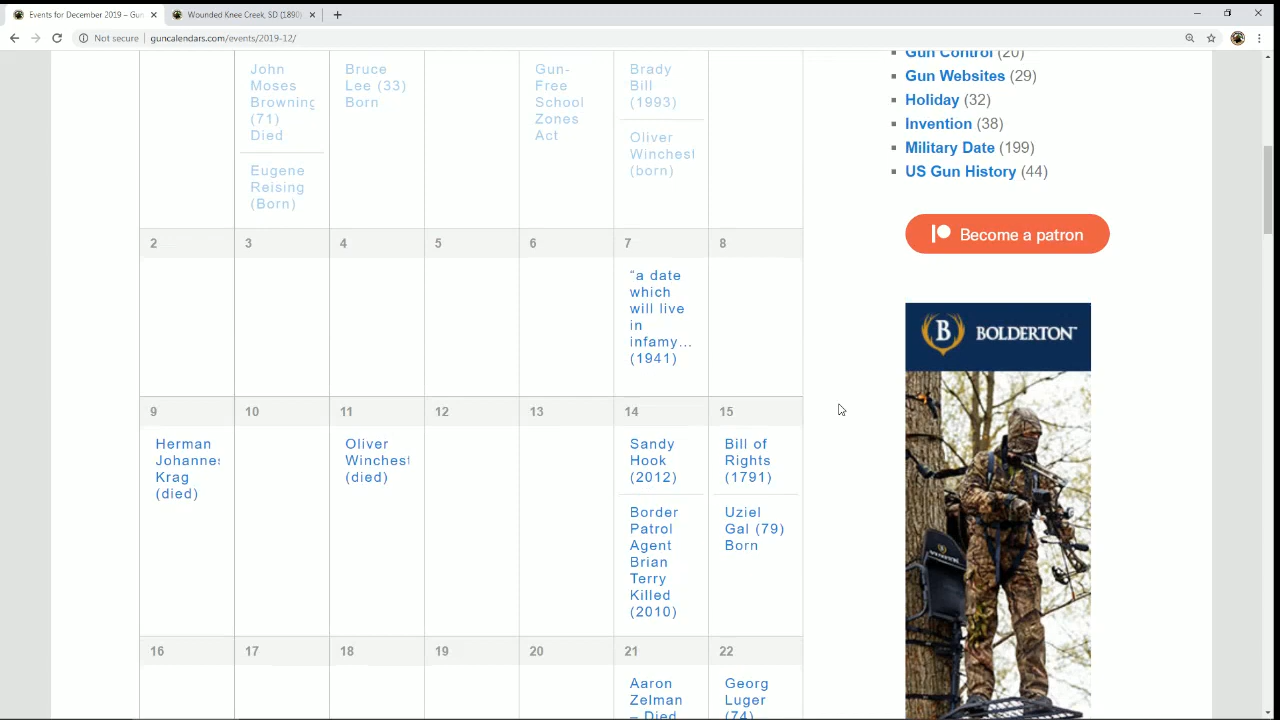 Events for December 2019 – Gun
Wounded Knee Creek, SD (1890)
Not secure
guncalendars.com/events/2019-12/
John
Moses
Browning
(71)
Died
Eugene
Reising
(Born)
Bruce
Lee (33)
Born
Gun-
Free
School
Zones
Act
Brady
Bill
(1993)
Oliver
Winchest
(born)
2
3
4
5
6
7
8
“a date
which
will live
in
infamy…
(1941)
9
10
11
12
13
14
15
Herman
Johannes
Krag
(died)
Oliver
Winchest
(died)
Sandy
Hook
(2012)
Border
Patrol
Agent
Brian
Terry
Killed
(2010)
Bill of
Rights
(1791)
Uziel
Gal (79)
Born
16
17
18
19
20
21
22
Aaron
Zelman
– Died
Georg
Luger
(74)
Gun Control (20)
Gun Websites (29)
Holiday (32)
Invention (38)
Military Date (199)
US Gun History (44)
Become a patron
B BOLDERTON™